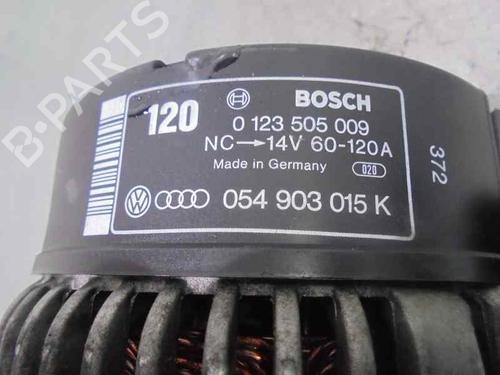 120
BOSCH
0 123 505 009
NC→14V 60-120A
Made in Germany
020
054 903 015 K
372
B-PARTS